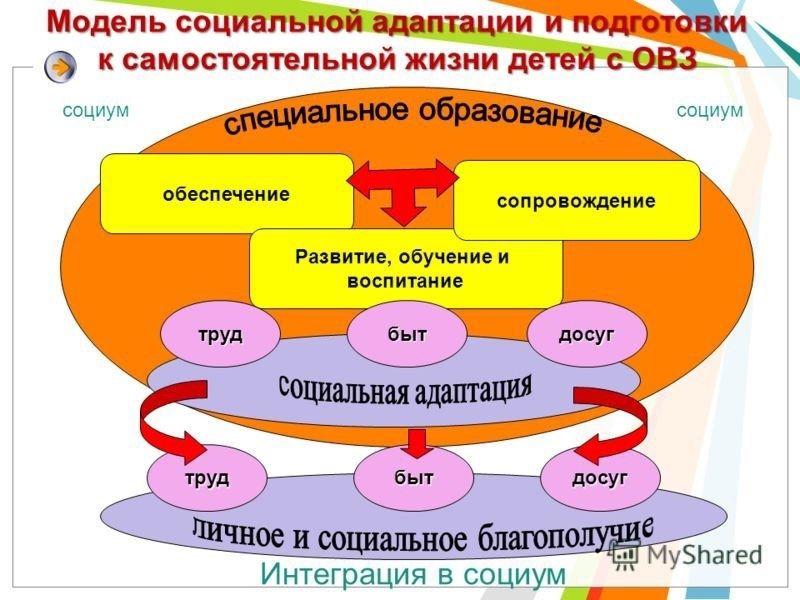 Модель социальной адаптации и подготовки
к самостоятельной жизни детей с ОВЗ
социум
социум
специальное образование
обеспечение
сопровождение
Развитие, обучение и
воспитание
труд
быт
досуг
социальная адаптация
труд
быт
досуг
личное и социальное благополучие
MyShared
Интеграция в социум